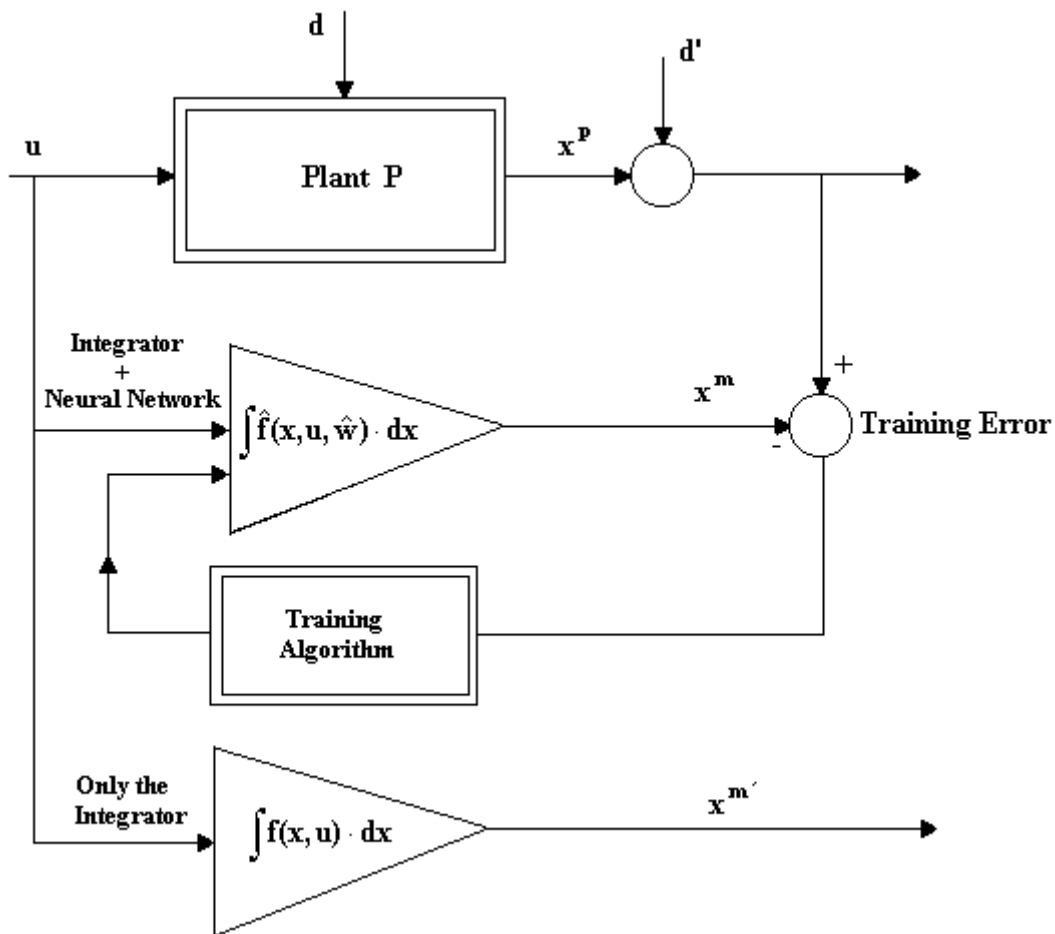 d
d'
u
Plant P
x^p
Integrator
+
Neural Network
∫f̂(x, u, ŵ) · dx
x^m
+
-
Training Error
Training
Algorithm
Only the
Integrator
∫f(x, u) · dx
x^m´